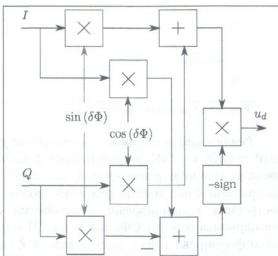 I
×
+
×
sin (δΦ)
cos (δΦ)
×
u_d
Q
×
−sign
×
−
+